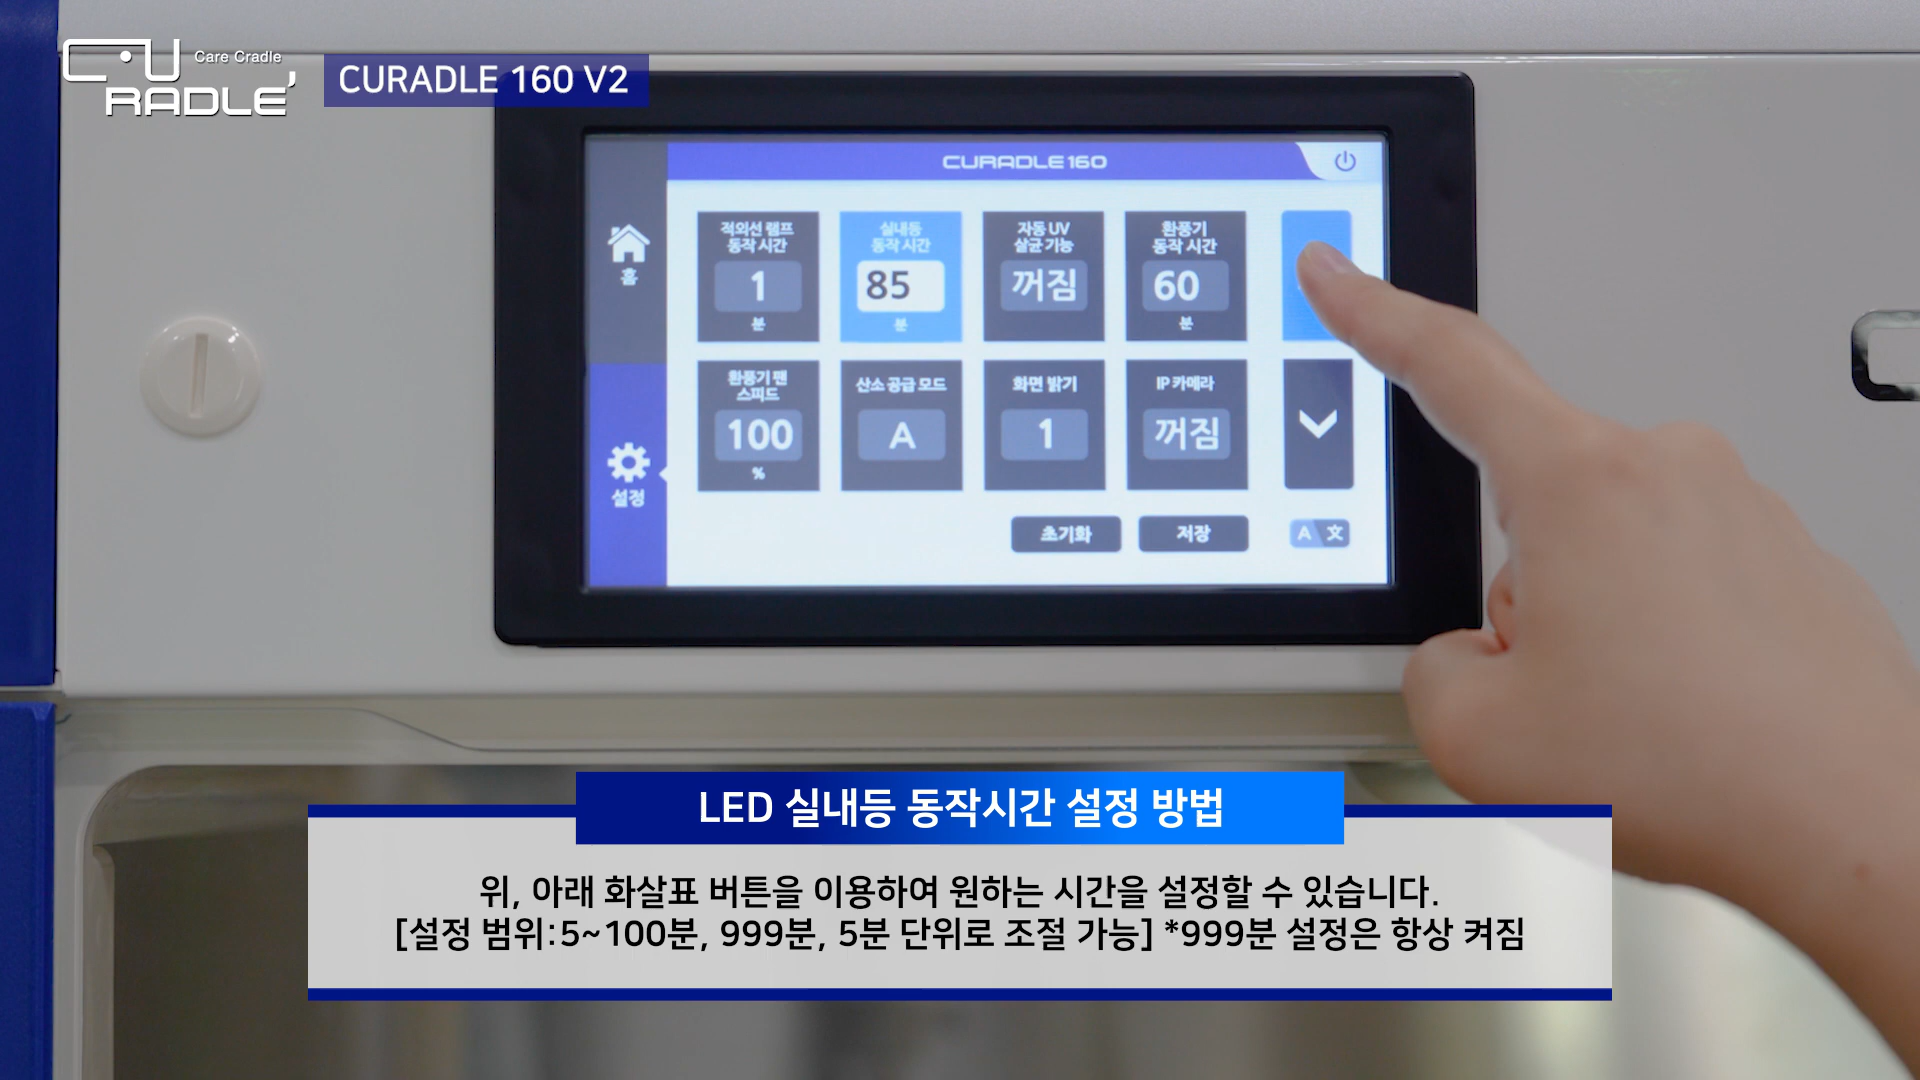 CURADLE
Care Cradle
CURADLE 160 V2
CURADLE160
홈
설정
적외선 램프
동작 시간
1
분
실내등
동작 시간
85
분
자동 UV
살균 기능
꺼짐
환풍기
동작 시간
60
분
환풍기 팬
스피드
100
%
산소 공급 모드
A
화면 밝기
1
IP 카메라
꺼짐
초기화
저장
A 文
LED 실내등 동작시간 설정 방법
위, 아래 화살표 버튼을 이용하여 원하는 시간을 설정할 수 있습니다.
[설정 범위:5~100분, 999분, 5분 단위로 조절 가능] *999분 설정은 항상 켜짐